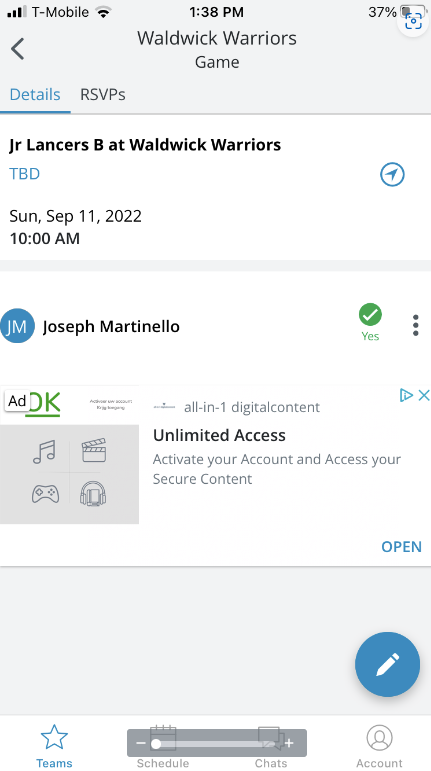 T-Mobile 1:38 PM 37%
Waldwick Warriors
Game
Details RSVPs
Jr Lancers B at Waldwick Warriors
TBD
Sun, Sep 11, 2022
10:00 AM
JM Joseph Martinello
Yes
Ad OK
all-in-1 digitalcontent
Unlimited Access
Activate your Account and Access your
Secure Content
OPEN
Teams Schedule Chats Account